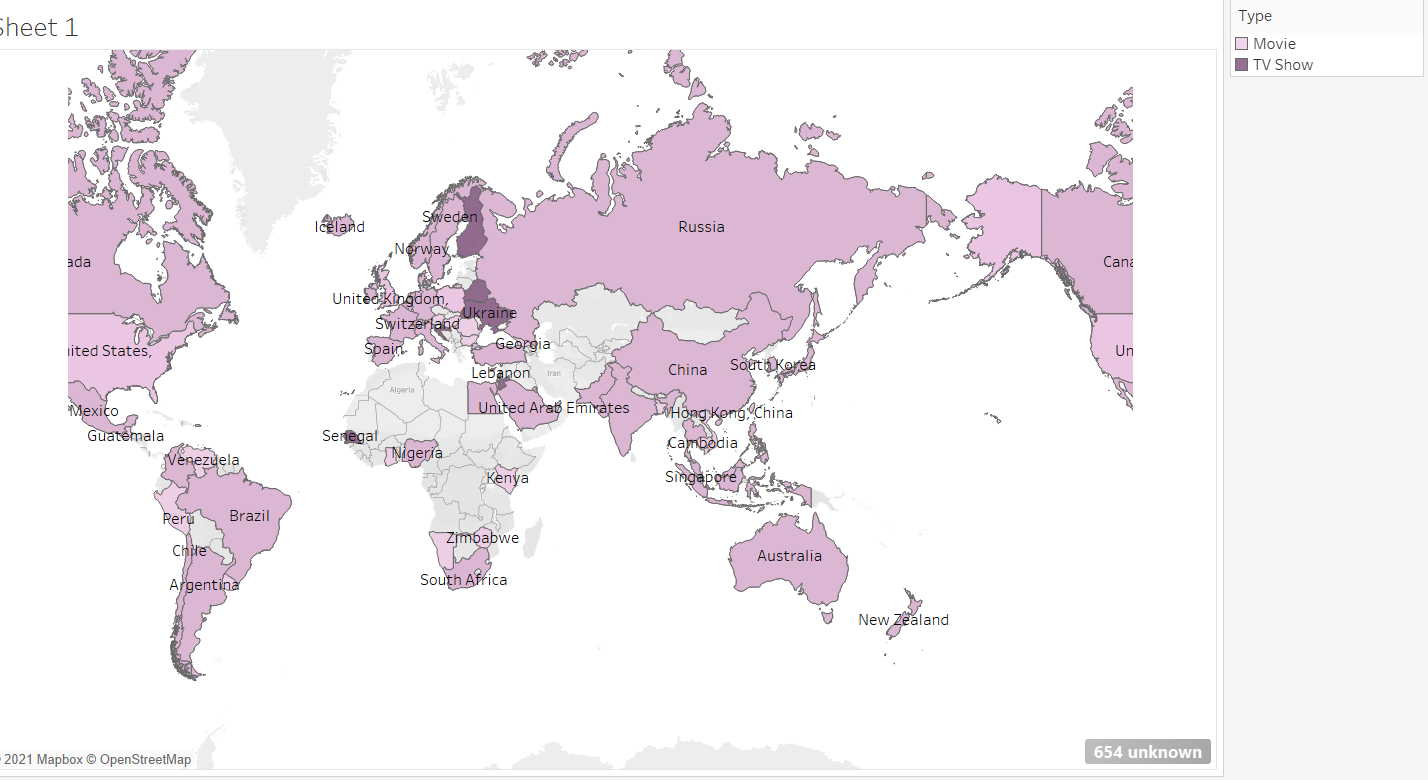 Sheet 1
Type
Movie
TV Show
Iceland
Sweden
Norway
Russia
ada
Cana
United Kingdom,
Ukraine
Switzerland
Georgia
Spain
nited States,
Un
Lebanon
Iran
China
South Korea
Algeria
Mexico
United Arab Emirates
Hong Kong, China
Guatemala
Senegal
Nigeria
Cambodia
Venezuela
Kenya
Singapore
Peru
Brazil
Zimbabwe
Chile
Australia
South Africa
Argentina
New Zealand
654 unknown
2021 Mapbox © OpenStreetMap